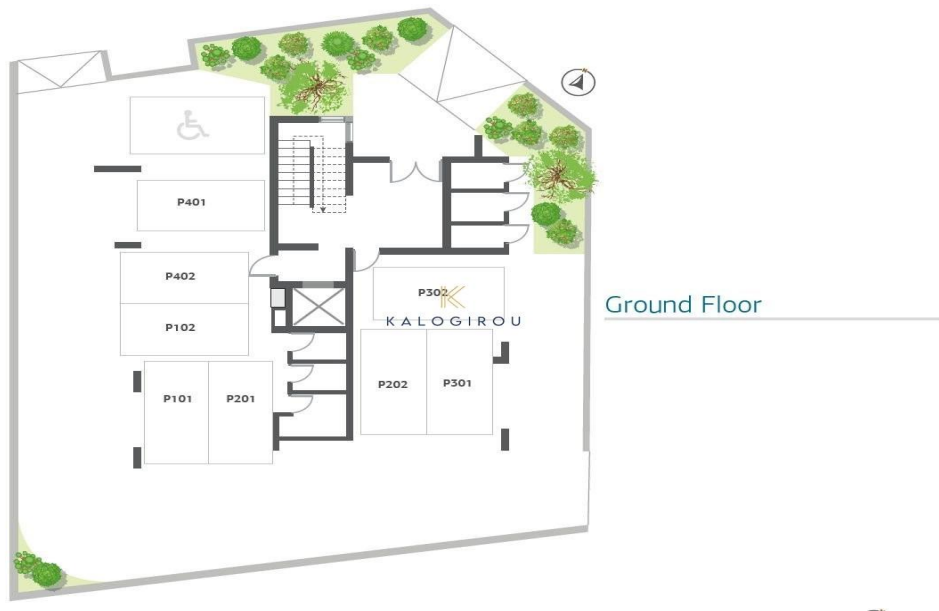 P401
P402
P102
P101
P201
P302
KALOGIROU
P202
P301
Ground Floor